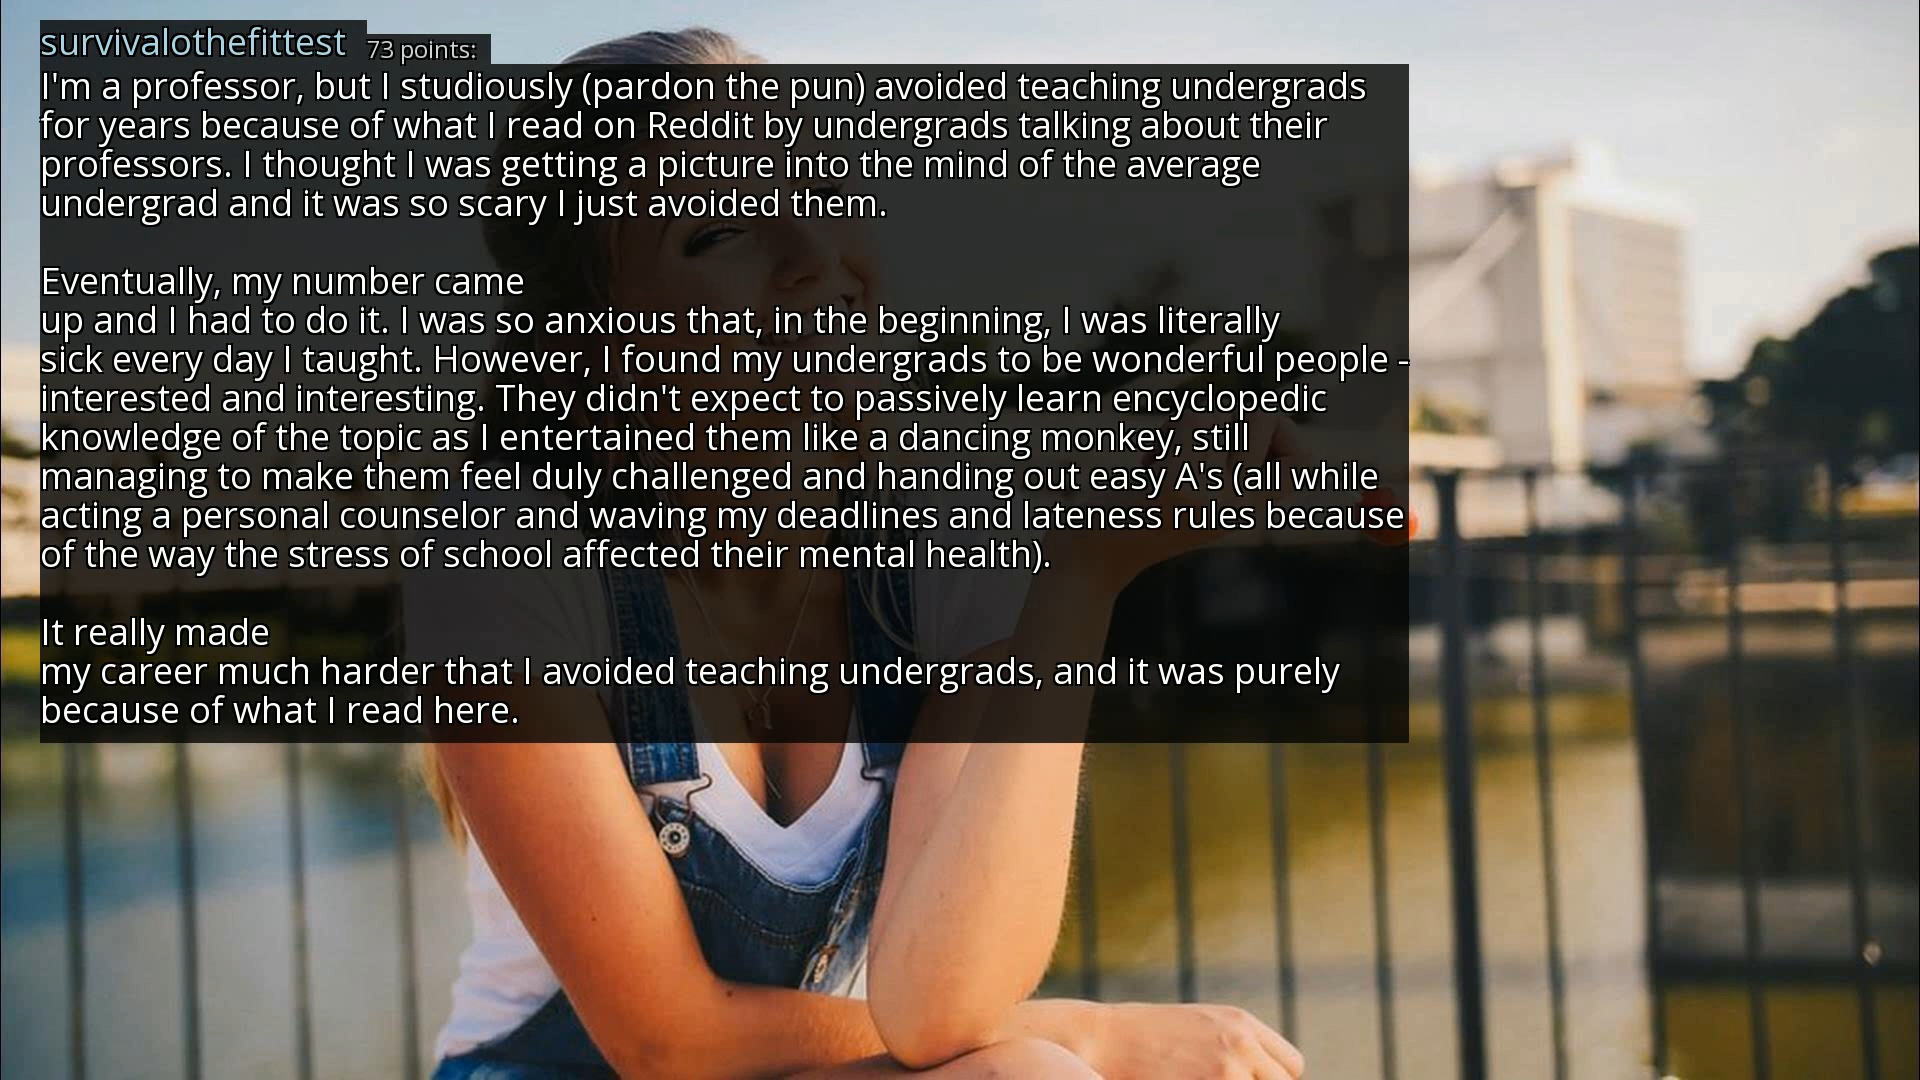 survivalothefittest 73 points:
I'm a professor, but I studiously (pardon the pun) avoided teaching undergrads
for years because of what I read on Reddit by undergrads talking about their
professors. I thought I was getting a picture into the mind of the average
undergrad and it was so scary I just avoided them.
Eventually, my number came
up and I had to do it. I was so anxious that, in the beginning, I was literally
sick every day I taught. However, I found my undergrads to be wonderful people -
interested and interesting. They didn't expect to passively learn encyclopedic
knowledge of the topic as I entertained them like a dancing monkey, still
managing to make them feel duly challenged and handing out easy A's (all while
acting a personal counselor and waving my deadlines and lateness rules because
of the way the stress of school affected their mental health).
It really made
my career much harder that I avoided teaching undergrads, and it was purely
because of what I read here.